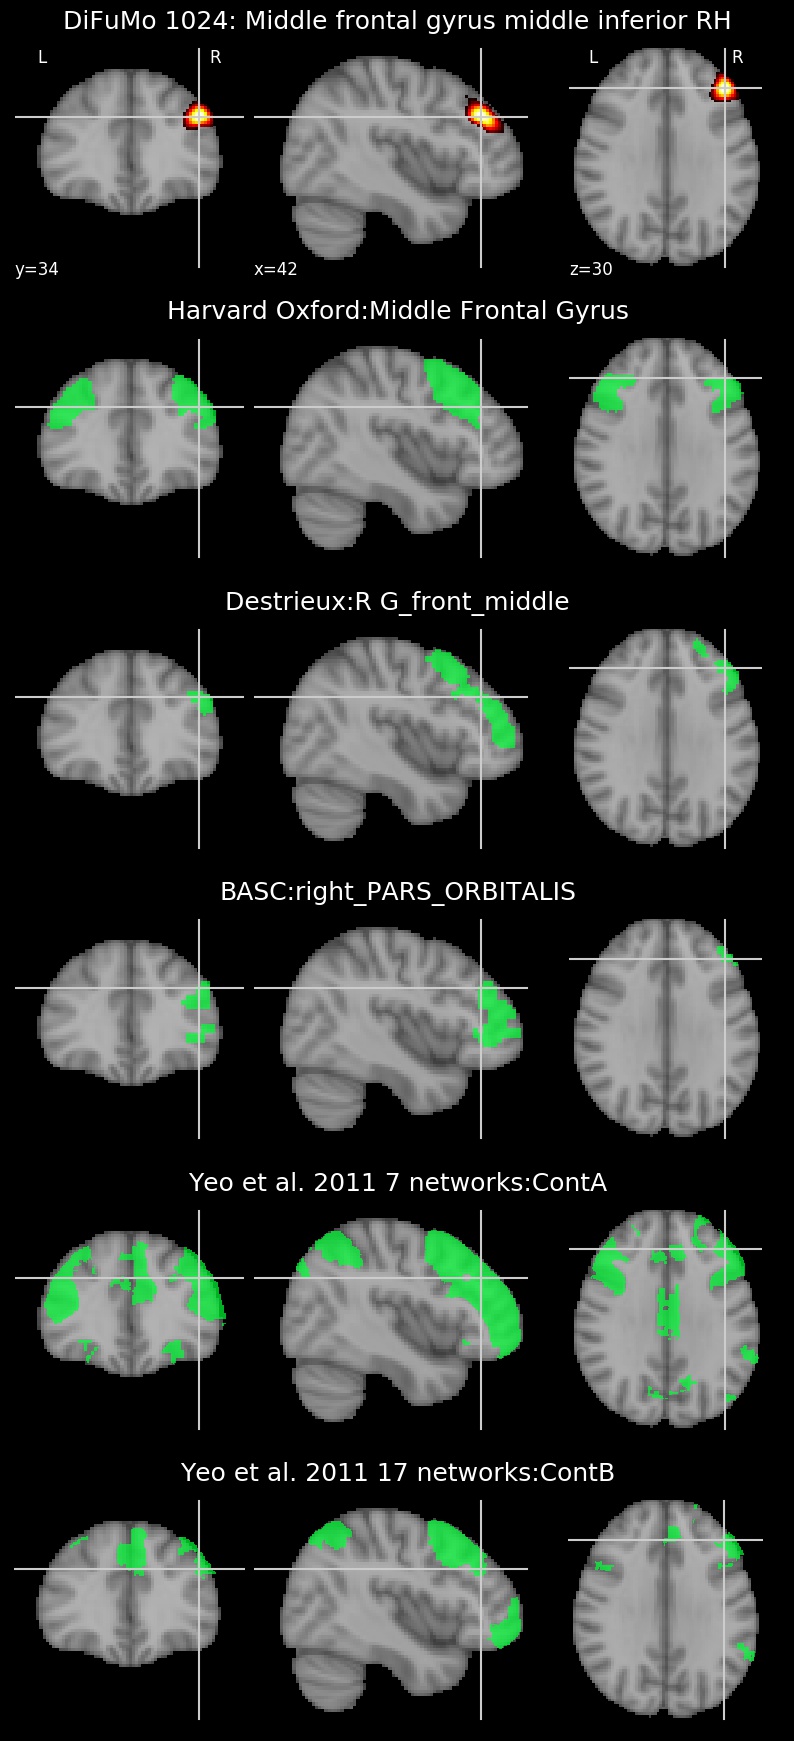 DiFuMo 1024: Middle frontal gyrus middle inferior RH
L R L R
y=34 x=42 z=30
Harvard Oxford:Middle Frontal Gyrus
Destrieux:R G_front_middle
BASC:right_PARS_ORBITALIS
Yeo et al. 2011 7 networks:ContA
Yeo et al. 2011 17 networks:ContB